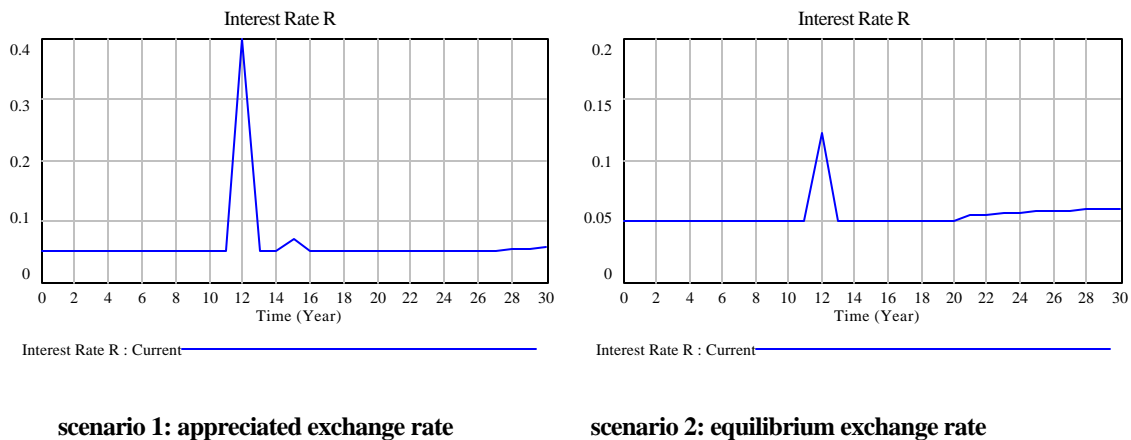 Interest Rate R
0.4
0.3
0.2
0.1
0
0 2 4 6 8 10 12 14 16 18 20 22 24 26 28 30
Time (Year)
Interest Rate R : Current
scenario 1: appreciated exchange rate
Interest Rate R
0.2
0.15
0.1
0.05
0
0 2 4 6 8 10 12 14 16 18 20 22 24 26 28 30
Time (Year)
Interest Rate R : Current
scenario 2: equilibrium exchange rate